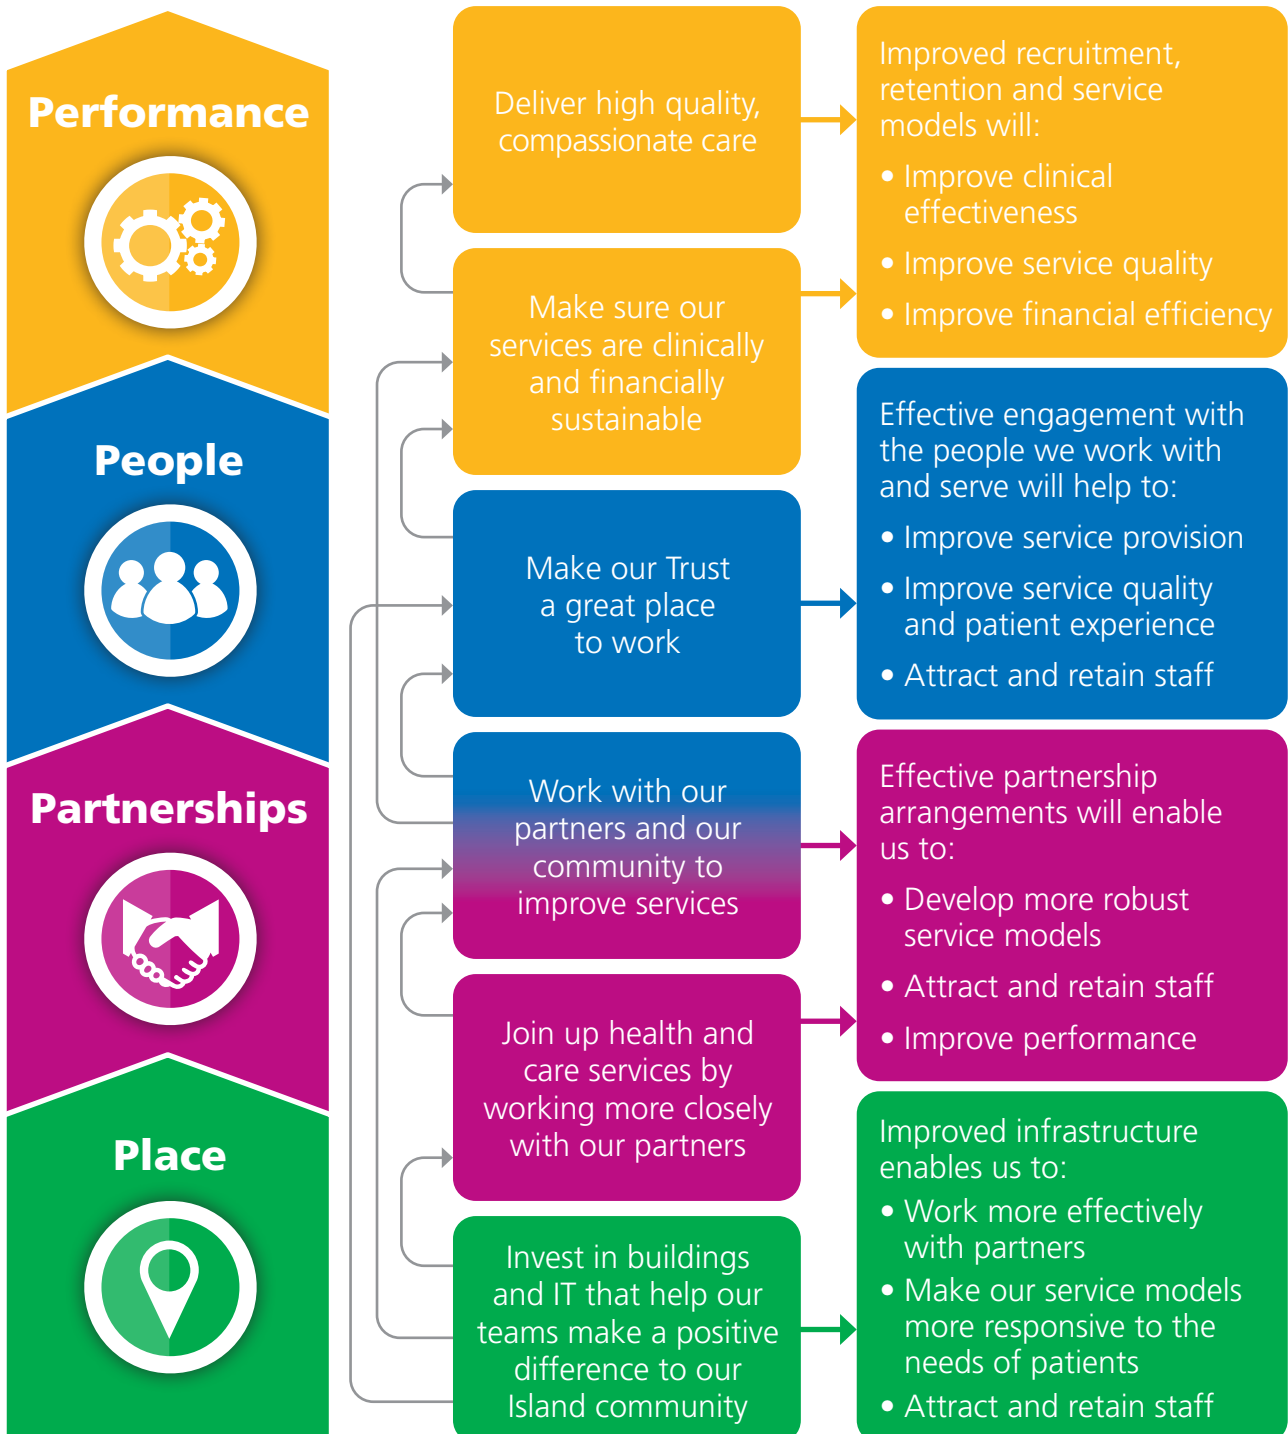 Performance
People
Partnerships
Place
Deliver high quality,
compassionate care
Make sure our
services are clinically
and financially
sustainable
Make our Trust
a great place
to work
Work with our
partners and our
community to
improve services
Join up health and
care services by
working more closely
with our partners
Invest in buildings
and IT that help our
teams make a positive
difference to our
Island community
Improved recruitment,
retention and service
models will:
• Improve clinical
effectiveness
• Improve service quality
• Improve financial efficiency
Effective engagement with
the people we work with
and serve will help to:
• Improve service provision
• Improve service quality
and patient experience
• Attract and retain staff
Effective partnership
arrangements will enable
us to:
• Develop more robust
service models
• Attract and retain staff
• Improve performance
Improved infrastructure
enables us to:
• Work more effectively
with partners
• Make our service models
more responsive to the
needs of patients
• Attract and retain staff